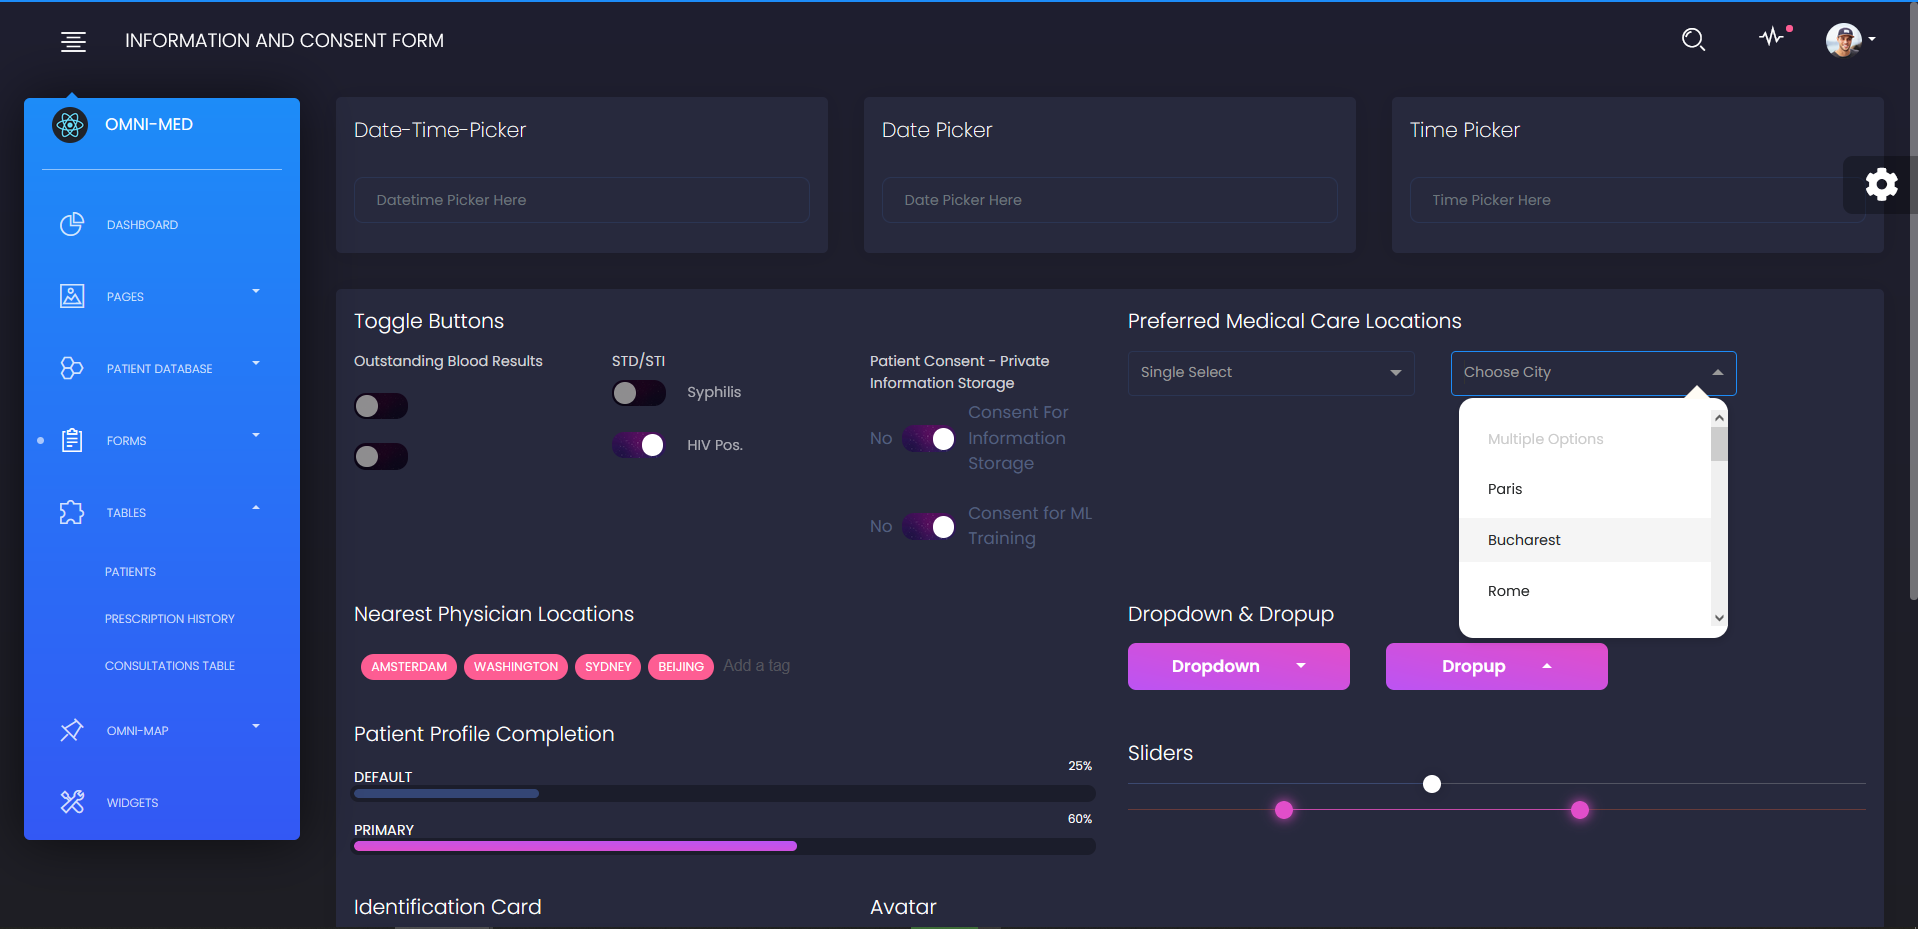 INFORMATION AND CONSENT FORM
OMNI-MED
DASHBOARD
PAGES
PATIENT DATABASE
FORMS
TABLES
PATIENTS
PRESCRIPTION HISTORY
CONSULTATIONS TABLE
OMNI-MAP
WIDGETS
Date-Time-Picker
Datetime Picker Here
Date Picker
Date Picker Here
Time Picker
Time Picker Here
Toggle Buttons
Outstanding Blood Results
STD/STI
Syphilis
HIV Pos.
Patient Consent - Private
Information Storage
No
Consent For
Information
Storage
No
Consent for ML
Training
Preferred Medical Care Locations
Single Select
Choose City
Multiple Options
Paris
Bucharest
Rome
Nearest Physician Locations
AMSTERDAM
WASHINGTON
SYDNEY
BEIJING
Add a tag
Dropdown & Dropup
Dropdown
Dropup
Patient Profile Completion
DEFAULT
25%
PRIMARY
60%
Sliders
Identification Card
Avatar